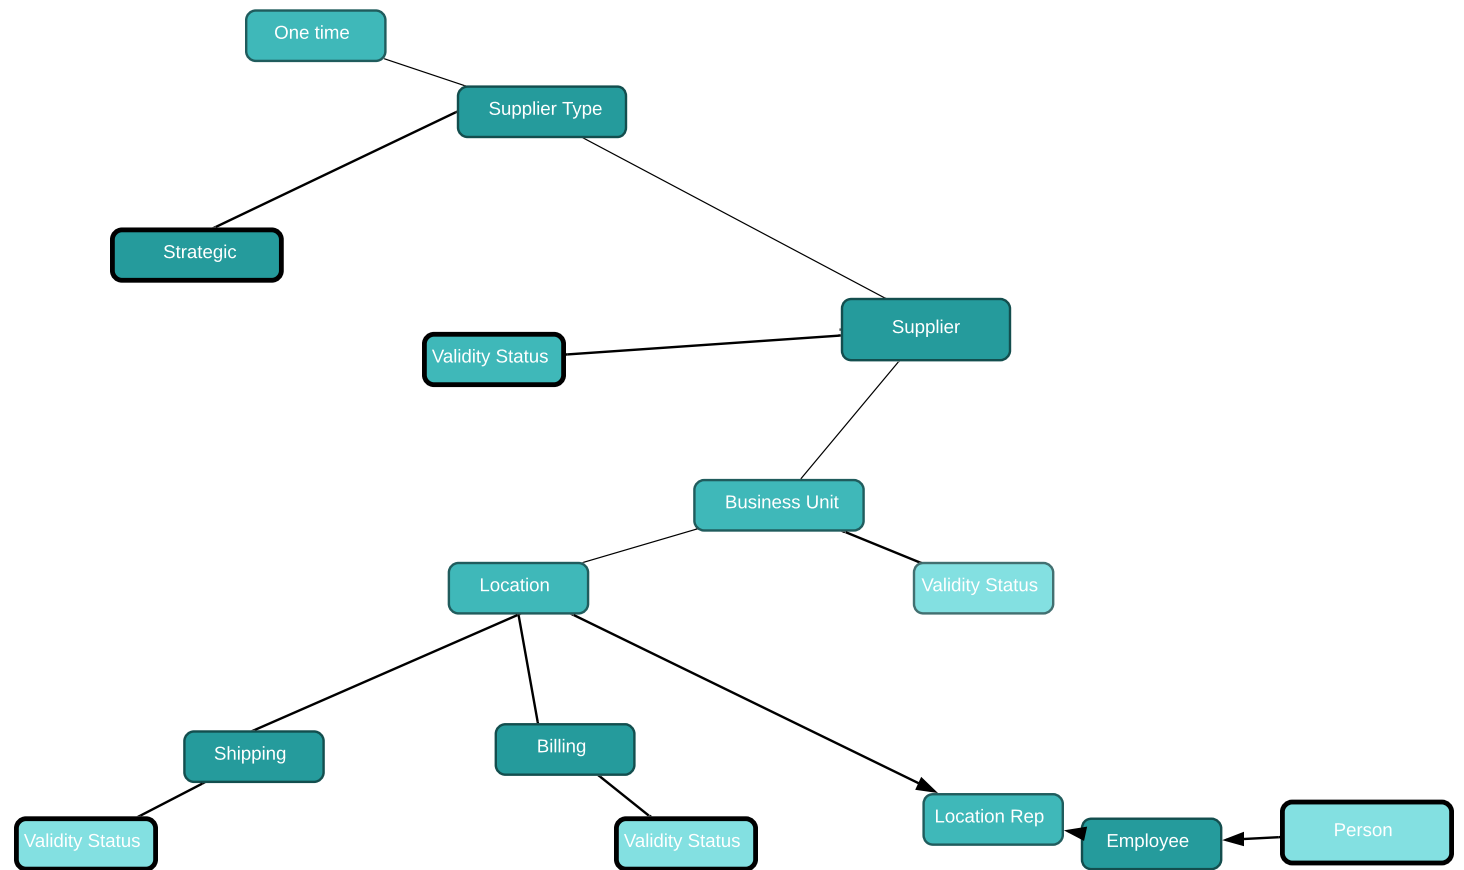 One time
Supplier Type
Strategic
Supplier
Validity Status
Business Unit
Location
Validity Status
Shipping
Billing
Location Rep
Person
Validity Status
Validity Status
Employee